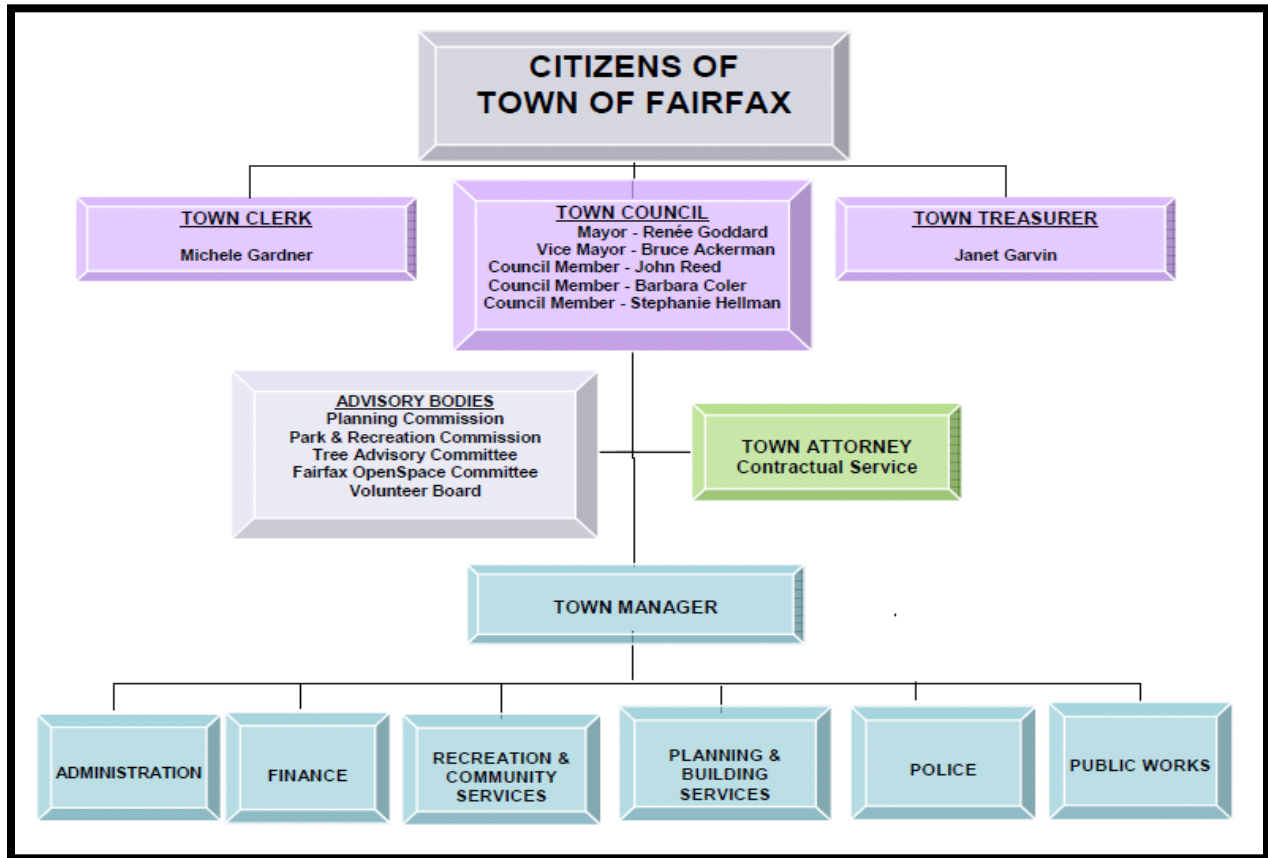 CITIZENS OF
TOWN OF FAIRFAX
TOWN CLERK
Michele Gardner
TOWN COUNCIL
Mayor - Renée Goddard
Vice Mayor - Bruce Ackerman
Council Member - John Reed
Council Member - Barbara Coler
Council Member - Stephanie Hellman
TOWN TREASURER
Janet Garvin
ADVISORY BODIES
Planning Commission
Park & Recreation Commission
Tree Advisory Committee
Fairfax OpenSpace Committee
Volunteer Board
TOWN ATTORNEY
Contractual Service
TOWN MANAGER
ADMINISTRATION
FINANCE
RECREATION &
COMMUNITY
SERVICES
PLANNING &
BUILDING
SERVICES
POLICE
PUBLIC WORKS